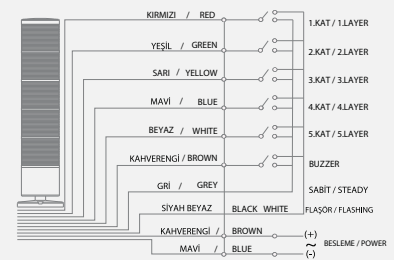 KIRMIZI / RED 1.KAT / 1.LAYER
YEŞİL / GREEN 2.KAT / 2.LAYER
SARI / YELLOW 3.KAT / 3.LAYER
MAVİ / BLUE 4.KAT / 4.LAYER
BEYAZ / WHITE 5.KAT / 5.LAYER
KAHVERENGİ / BROWN BUZZER
GRİ / GREY SABİT / STEADY
SİYAH BEYAZ BLACK WHITE FLAŞÖR / FLASHING
KAHVERENGİ / BROWN (+)
~ BESLEME / POWER
MAVİ / BLUE (-)